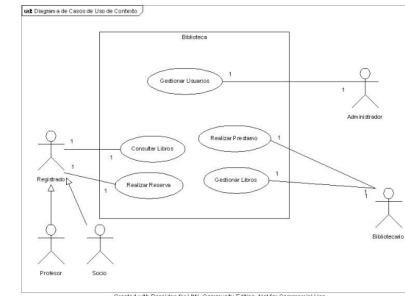 uc Diagrama de Casos de Uso de Contexto
Biblioteca
Gestionar Usuarios
1
1
Administrador
Realizar Prestamo
1
1
Consultar Libros
1
Registrado
1
Realizar Reserva
1
Gestionar Libros
1
1
1
Bibliotecario
Profesor
Socio